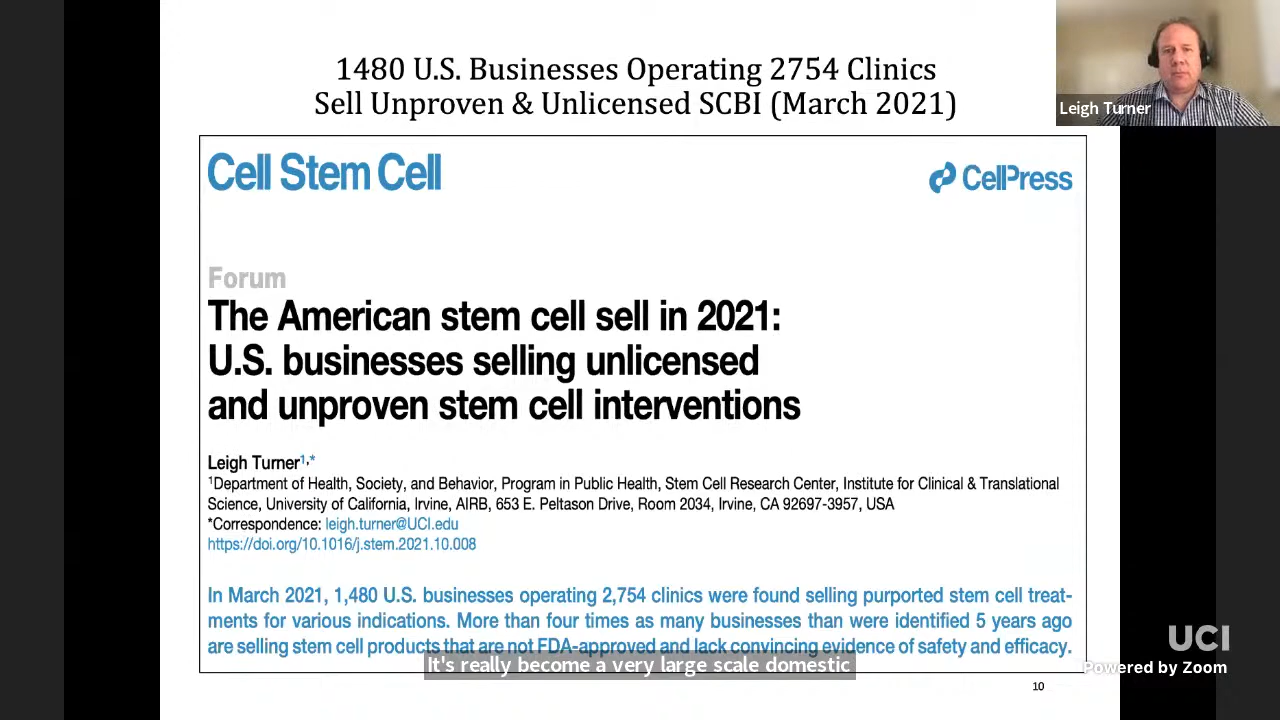 1480 U.S. Businesses Operating 2754 Clinics
Sell Unproven & Unlicensed SCBI (March 2021)
Leigh Turner
Cell Stem Cell
CellPress
Forum
The American stem cell sell in 2021:
U.S. businesses selling unlicensed
and unproven stem cell interventions
Leigh Turner1,*
1Department of Health, Society, and Behavior, Program in Public Health, Stem Cell Research Center, Institute for Clinical & Translational
Science, University of California, Irvine, AIRB, 653 E. Peltason Drive, Room 2034, Irvine, CA 92697-3957, USA
*Correspondence: leigh.turner@UCI.edu
https://doi.org/10.1016/j.stem.2021.10.008
In March 2021, 1,480 U.S. businesses operating 2,754 clinics were found selling purported stem cell treat-
ments for various indications. More than four times as many businesses than were identified 5 years ago
are selling stem cell products that are not FDA-approved and lack convincing evidence of safety and efficacy.
It's really become a very large scale domestic
UCI
Powered by Zoom
10